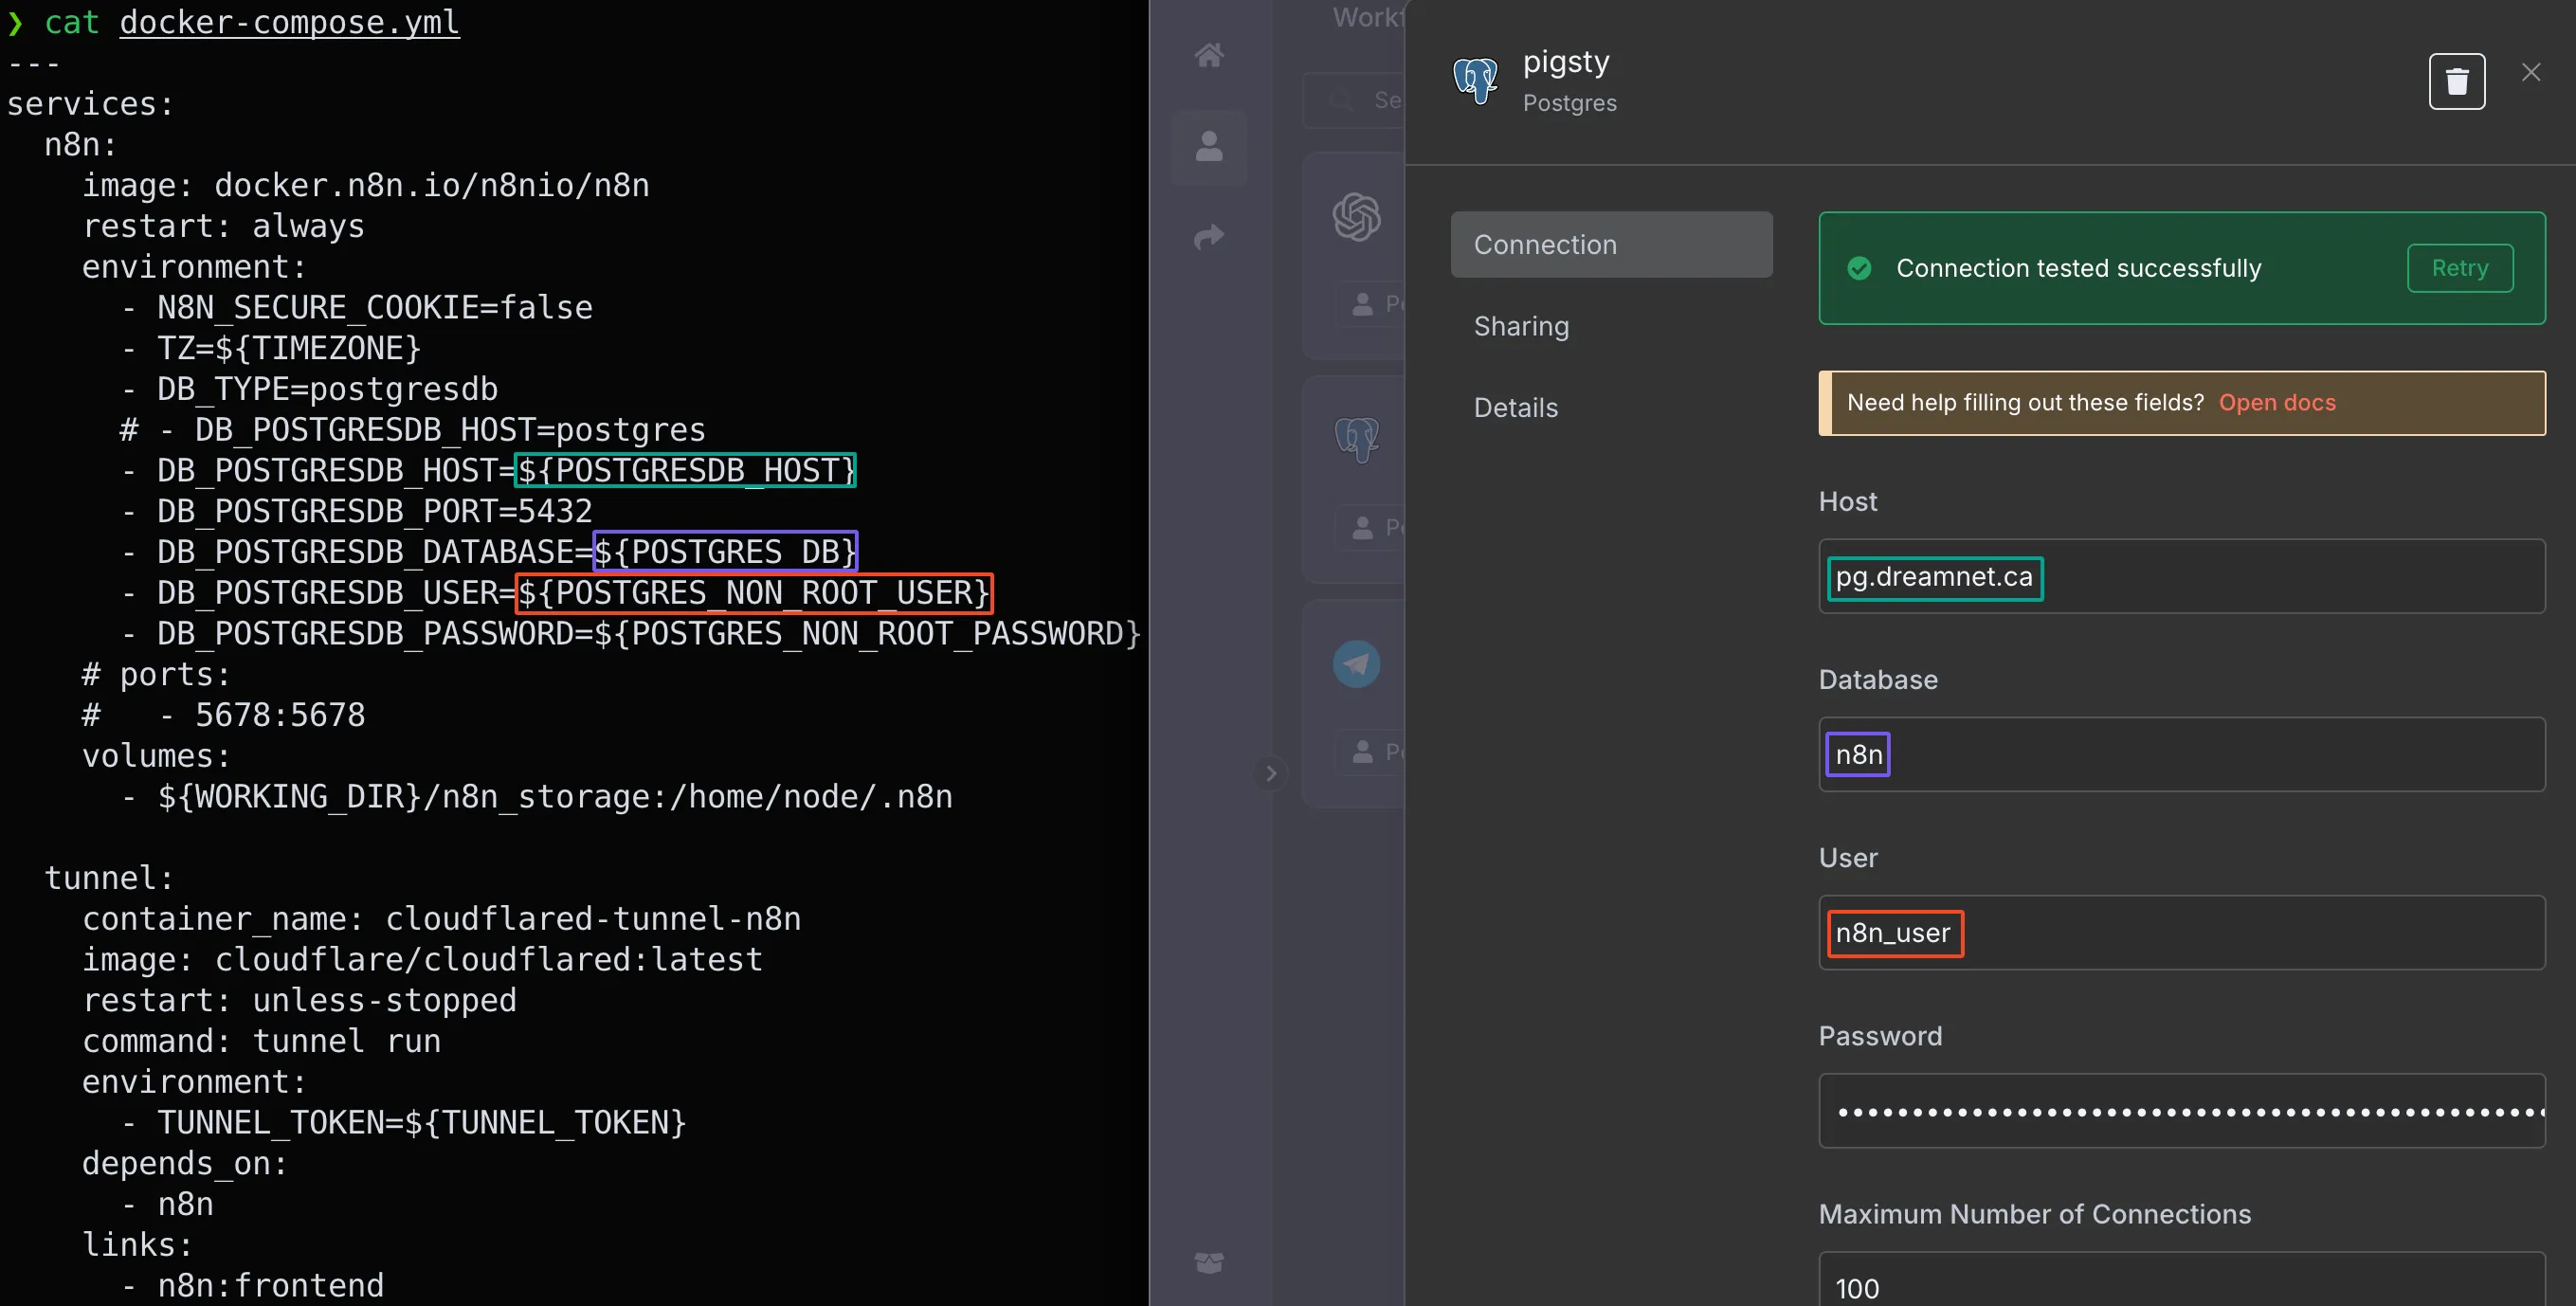 ❯ cat docker-compose.yml
---
services:
  n8n:
    image: docker.n8n.io/n8nio/n8n
    restart: always
    environment:
      - N8N_SECURE_COOKIE=false
      - TZ=${TIMEZONE}
      - DB_TYPE=postgresdb
      # - DB_POSTGRESDB_HOST=postgres
      - DB_POSTGRESDB_HOST=${POSTGRESDB_HOST}
      - DB_POSTGRESDB_PORT=5432
      - DB_POSTGRESDB_DATABASE=${POSTGRES_DB}
      - DB_POSTGRESDB_USER=${POSTGRES_NON_ROOT_USER}
      - DB_POSTGRESDB_PASSWORD=${POSTGRES_NON_ROOT_PASSWORD}
    # ports:
    #   - 5678:5678
    volumes:
      - ${WORKING_DIR}/n8n_storage:/home/node/.n8n
  tunnel:
    container_name: cloudflared-tunnel-n8n
    image: cloudflare/cloudflared:latest
    restart: unless-stopped
    command: tunnel run
    environment:
      - TUNNEL_TOKEN=${TUNNEL_TOKEN}
    depends_on:
      - n8n
    links:
      - n8n:frontend
pigsty
Postgres
Connection
Sharing
Details
Connection tested successfully
Retry
Need help filling out these fields? Open docs
Host
pg.dreamnet.ca
Database
n8n
User
n8n_user
Password
Maximum Number of Connections
100